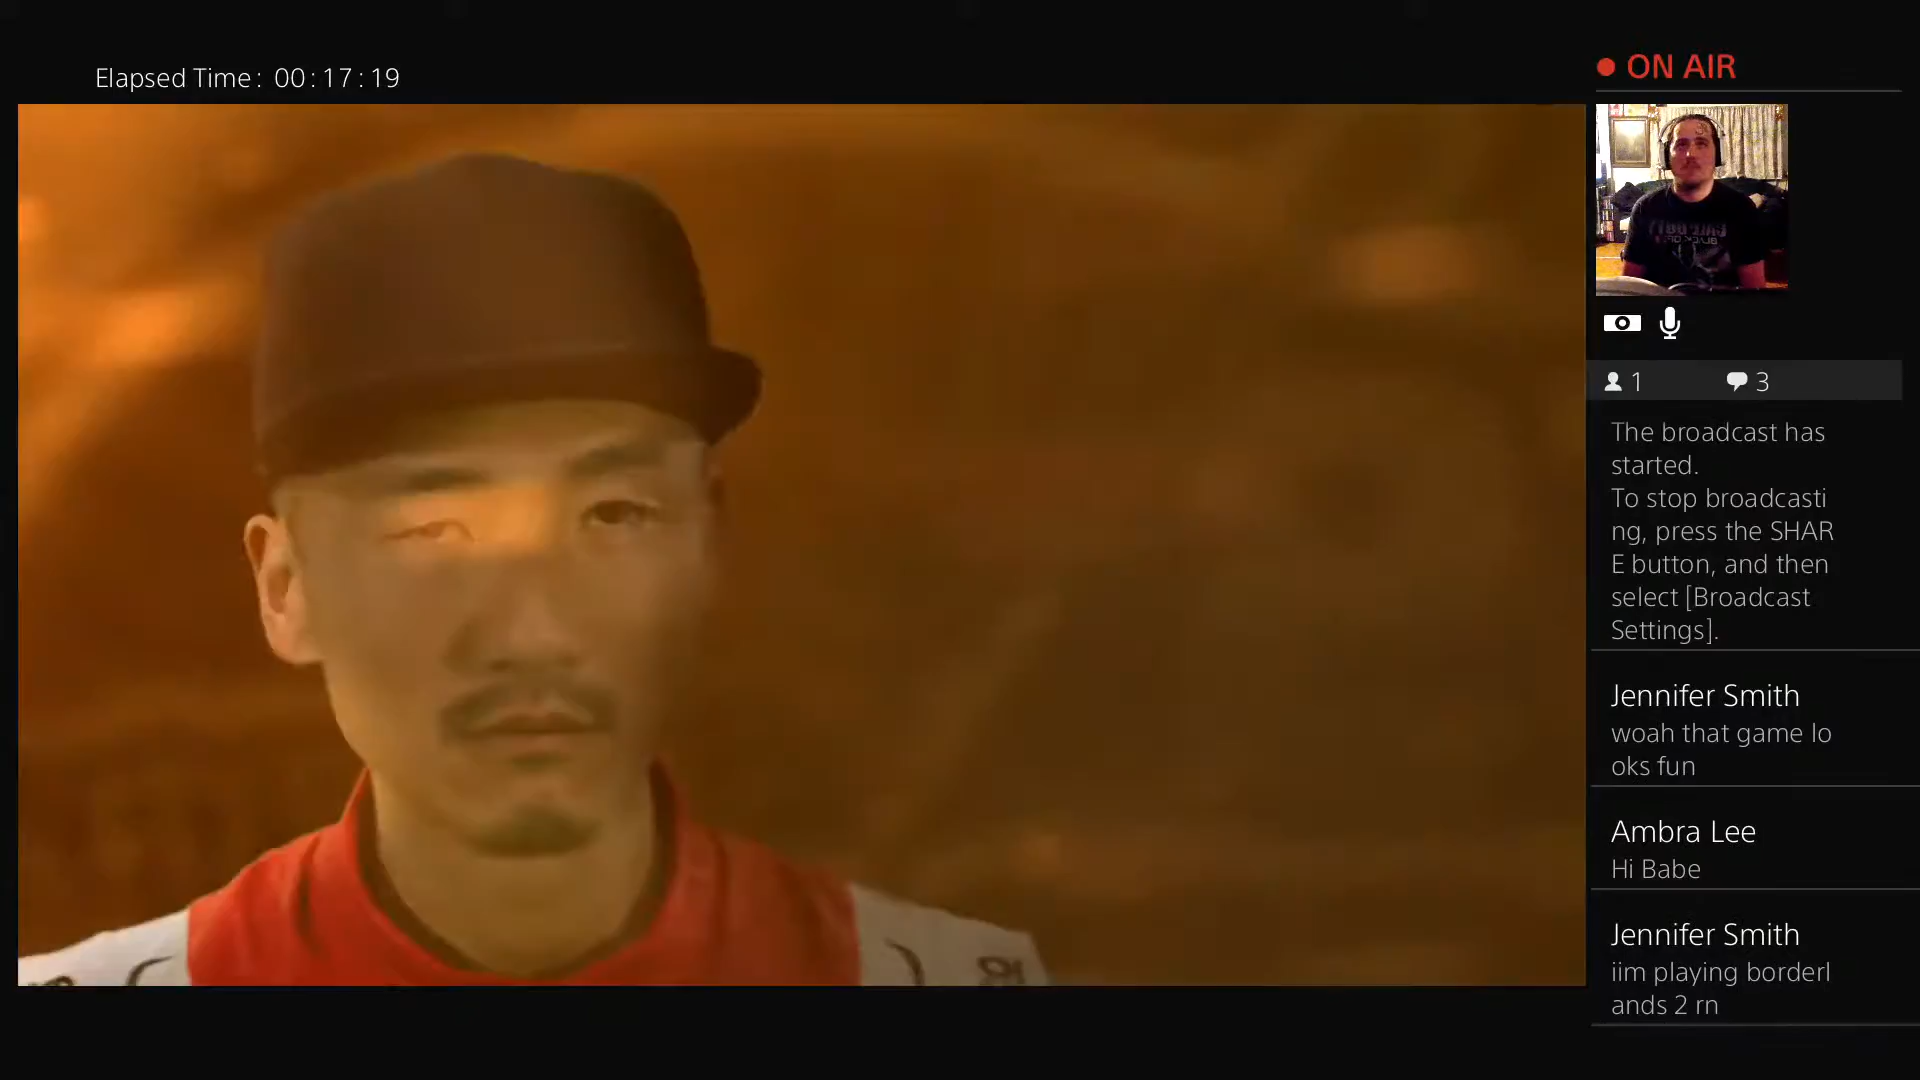 Elapsed Time: 00:17:19
ON AIR
1
3
The broadcast has
started.
To stop broadcasti
ng, press the SHAR
E button, and then
select [Broadcast
Settings].
Jennifer Smith
woah that game lo
oks fun
Ambra Lee
Hi Babe
Jennifer Smith
iim playing borderl
ands 2 rn